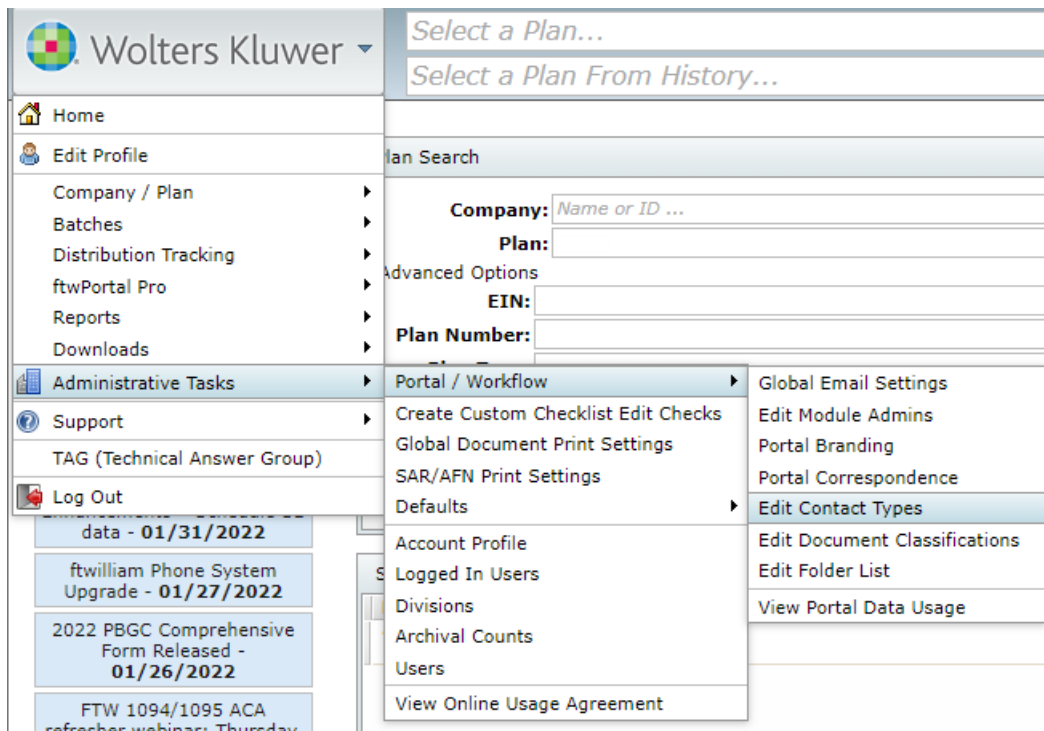 Wolters Kluwer
Select a Plan...
Select a Plan From History...
Home
Edit Profile
Company / Plan
Batches
Distribution Tracking
ftwPortal Pro
Reports
Downloads
Administrative Tasks
Support
TAG (Technical Answer Group)
Log Out
Search
Company: Name or ID ...
Plan:
Advanced Options
EIN:
Plan Number:
Portal / Workflow
Create Custom Checklist Edit Checks
Global Document Print Settings
SAR/AFN Print Settings
Defaults
Account Profile
Logged In Users
Divisions
Archival Counts
Users
View Online Usage Agreement
Global Email Settings
Edit Module Admins
Portal Branding
Portal Correspondence
Edit Contact Types
Edit Document Classifications
Edit Folder List
View Portal Data Usage
data - 01/31/2022
ftwilliam Phone System
Upgrade - 01/27/2022
2022 PBGC Comprehensive
Form Released -
01/26/2022
FTW 1094/1095 ACA
refresher webinar: Thursday